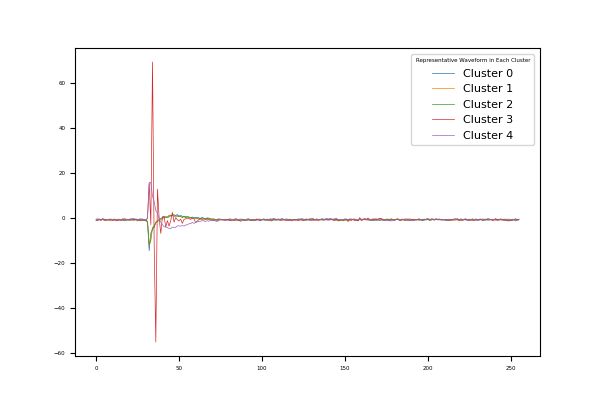 Representative Waveform in Each Cluster
Cluster 0
Cluster 1
Cluster 2
Cluster 3
Cluster 4
60
40
20
0
−20
−40
−60
0
50
100
150
200
250